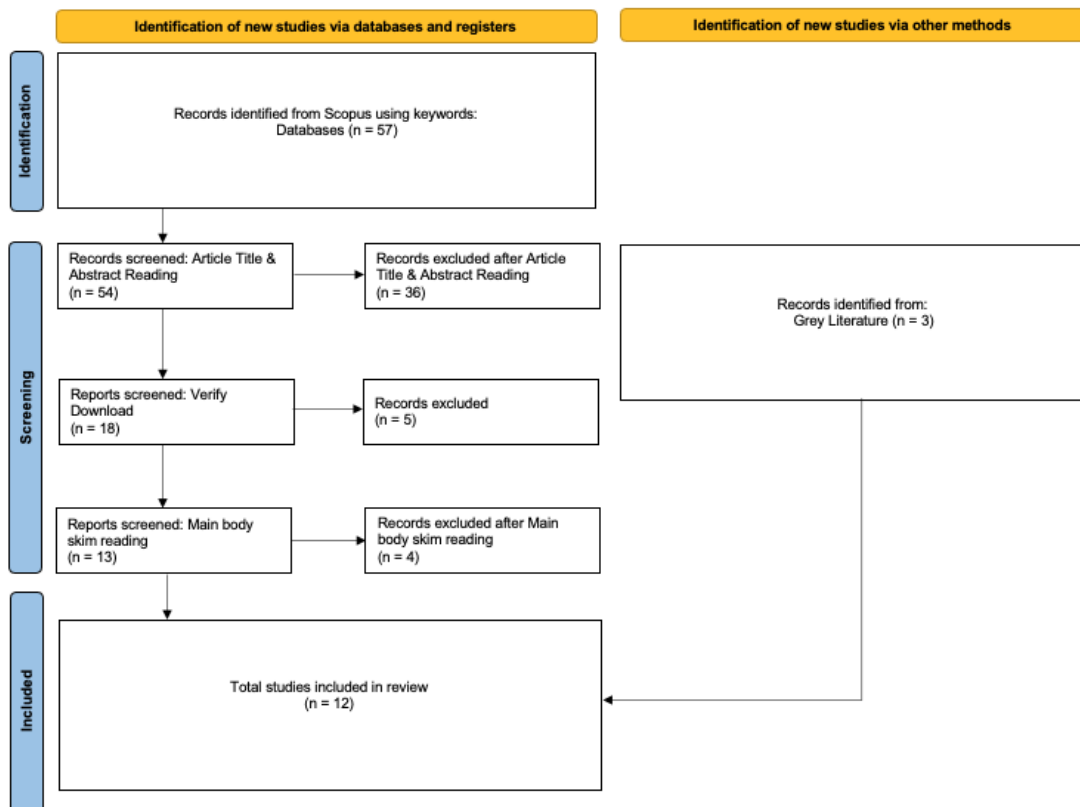 Identification of new studies via databases and registers
Identification of new studies via other methods
Identification
Records identified from Scopus using keywords:
Databases (n = 57)
Screening
Records screened: Article Title &
Abstract Reading
(n = 54)
Records excluded after Article
Title & Abstract Reading
(n = 36)
Records identified from:
Grey Literature (n = 3)
Reports screened: Verify
Download
(n = 18)
Records excluded
(n = 5)
Reports screened: Main body
skim reading
(n = 13)
Records excluded after Main
body skim reading
(n = 4)
Included
Total studies included in review
(n = 12)